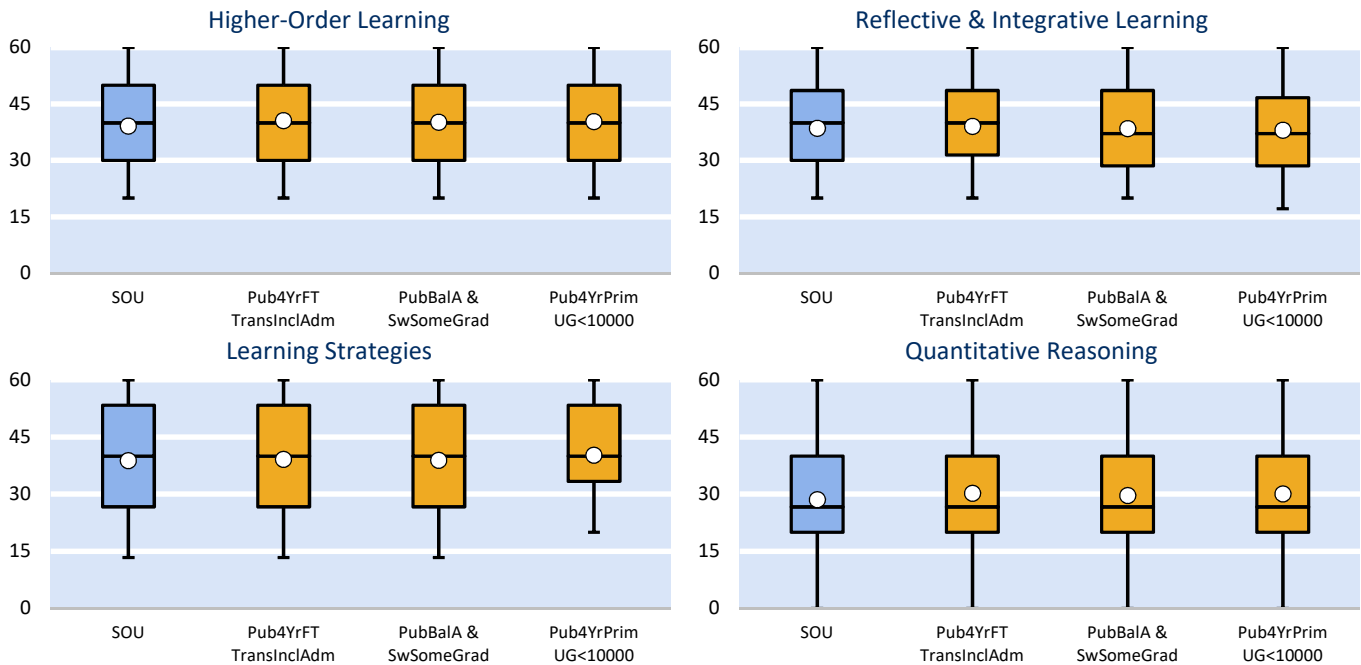 Higher-Order Learning
60
45
30
15
0
SOU
Pub4YrFT
TransInclAdm
PubBalA &
SwSomeGrad
Pub4YrPrim
UG<10000
Reflective & Integrative Learning
60
45
30
15
0
SOU
Pub4YrFT
TransInclAdm
PubBalA &
SwSomeGrad
Pub4YrPrim
UG<10000
Learning Strategies
60
45
30
15
0
SOU
Pub4YrFT
TransInclAdm
PubBalA &
SwSomeGrad
Pub4YrPrim
UG<10000
Quantitative Reasoning
60
45
30
15
0
SOU
Pub4YrFT
TransInclAdm
PubBalA &
SwSomeGrad
Pub4YrPrim
UG<10000